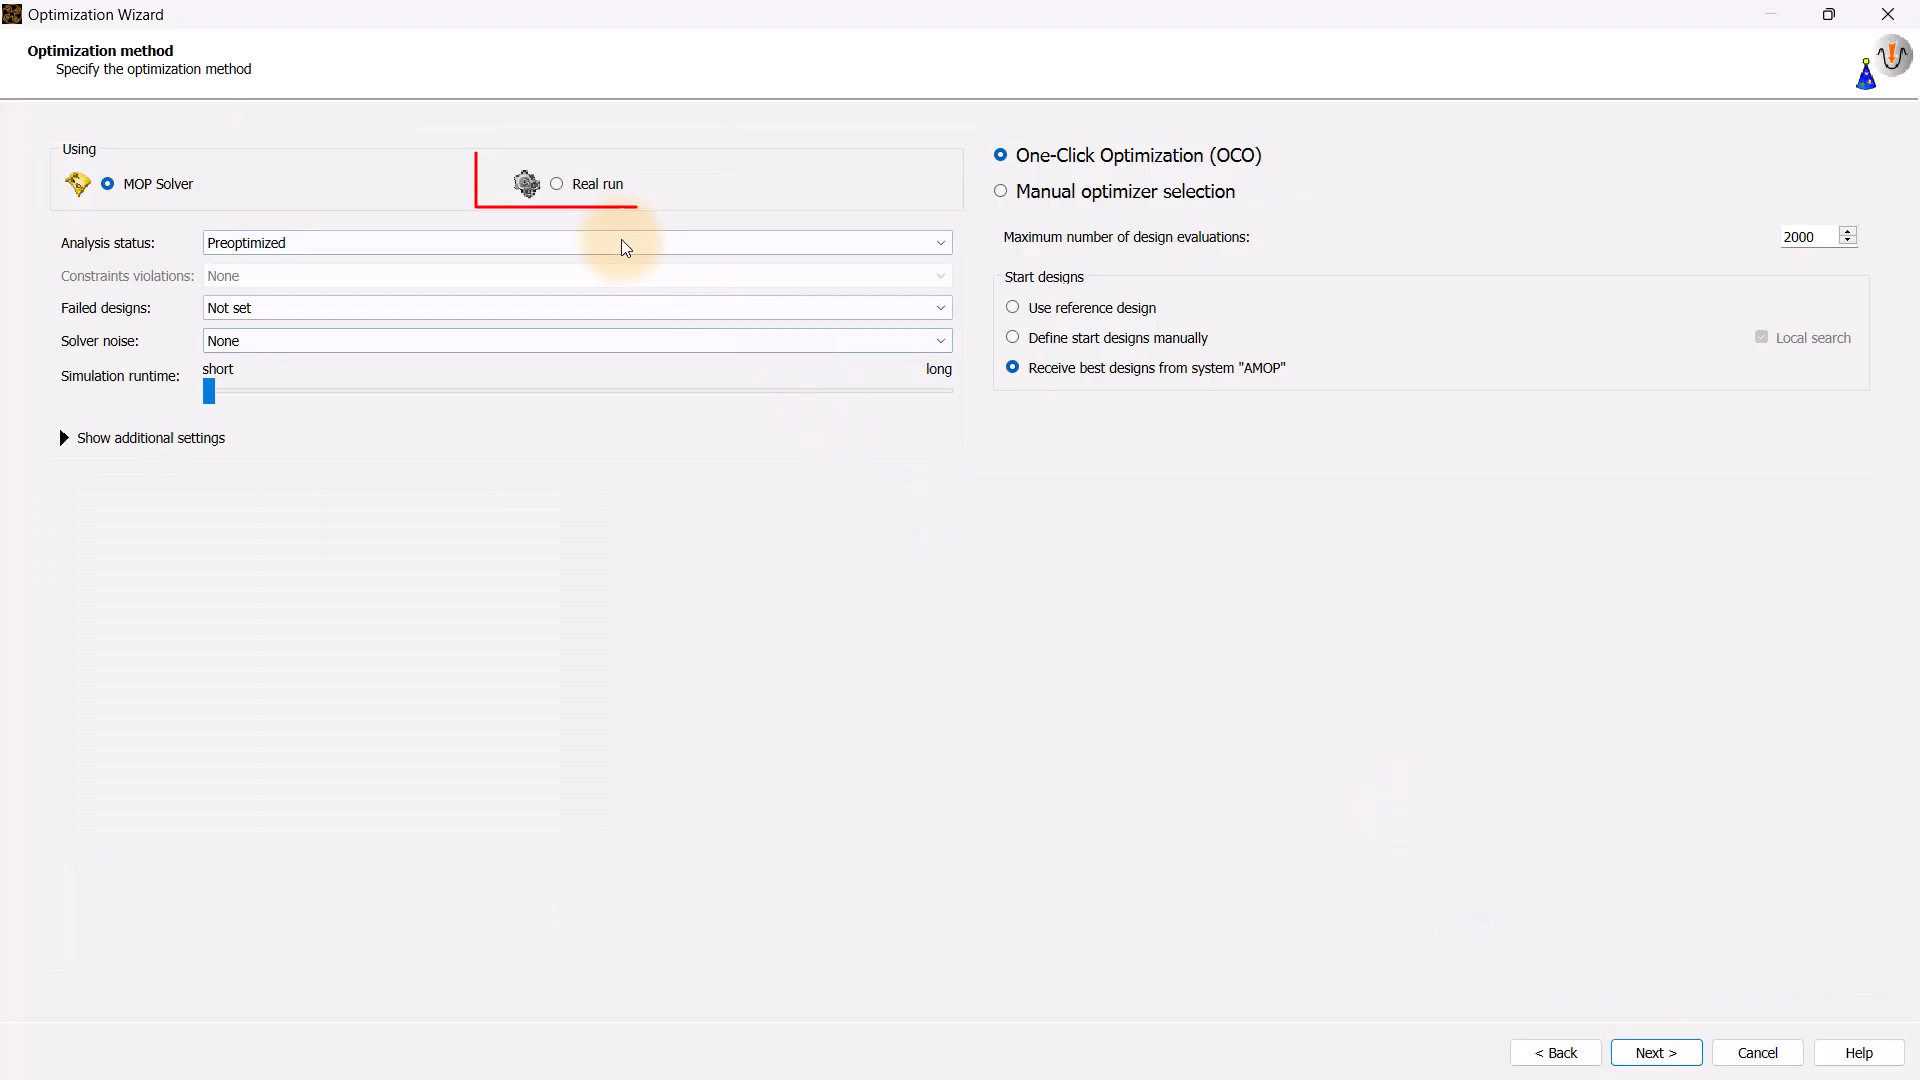 Optimization Wizard
Optimization method
Specify the optimization method
Using
MOP Solver
Real run
Analysis status:
Preoptimized
Constraints violations:
None
Failed designs:
Not set
Solver noise:
None
Simulation runtime:
short
long
Show additional settings
One-Click Optimization (OCO)
Manual optimizer selection
Maximum number of design evaluations:
2000
Start designs
Use reference design
Define start designs manually
Local search
Receive best designs from system "AMOP"
< Back
Next >
Cancel
Help